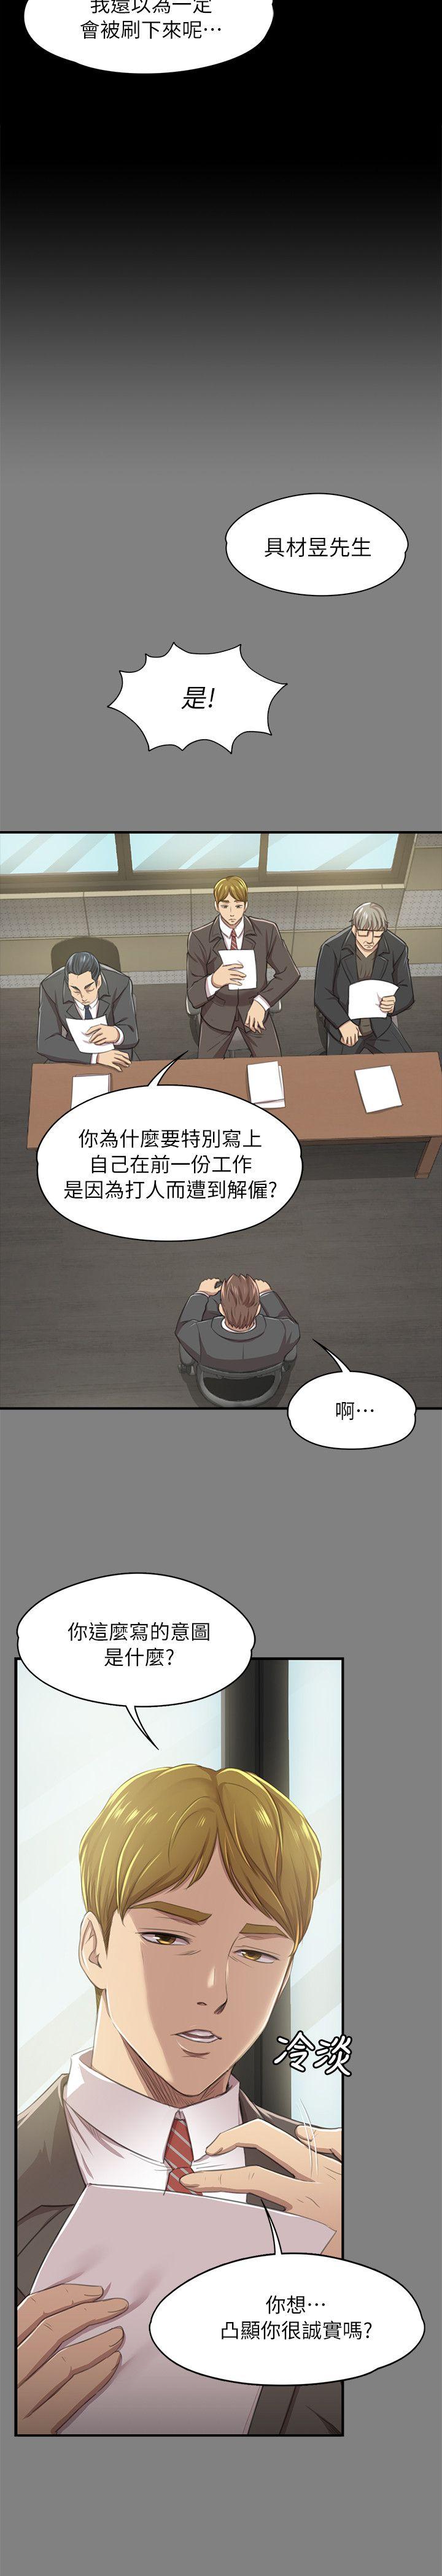 我還以為一定
會被刷下來呢…
具材昱先生
是!
你為什麼要特別寫上
自己在前一份工作
是因為打人而遭到解僱?
啊…
你這麼寫的意圖
是什麼?
冷淡
你想…
凸顯你很誠實嗎?